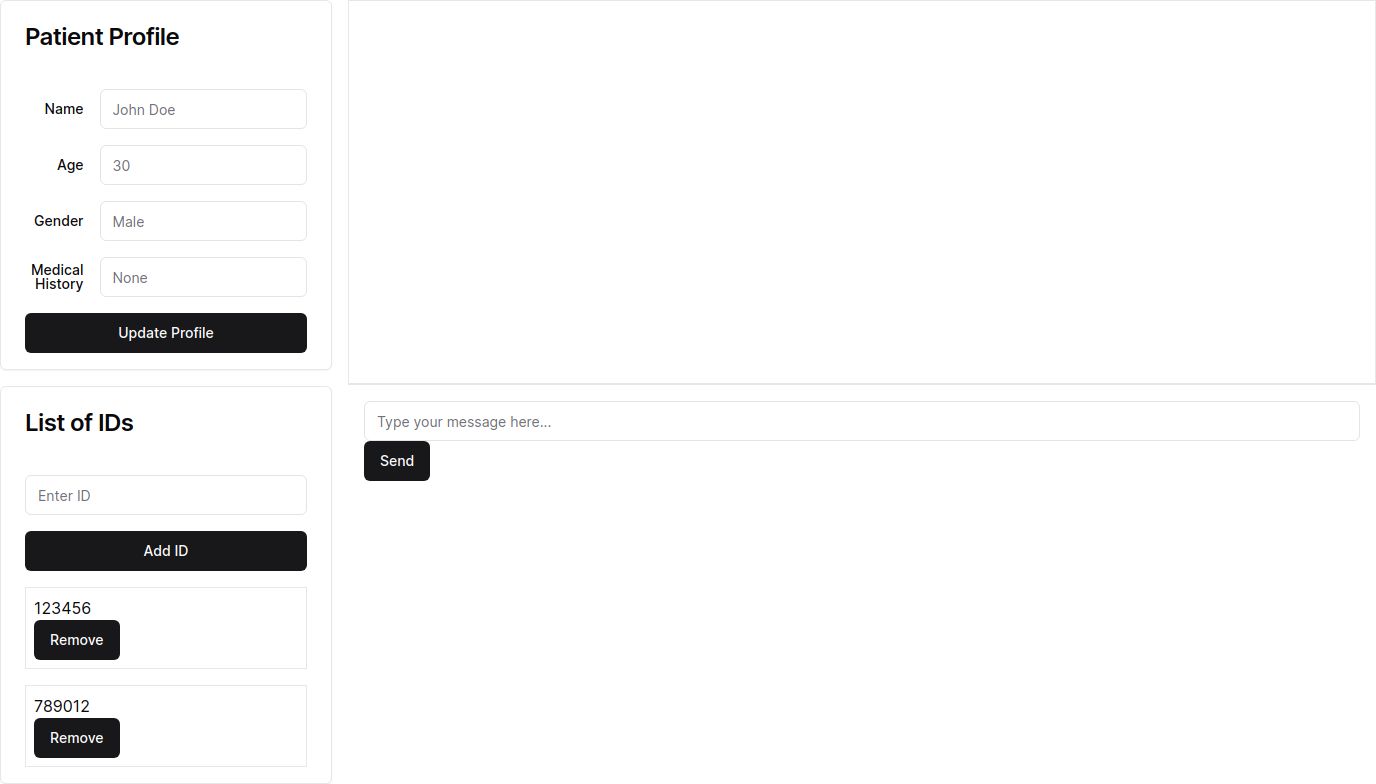 Patient Profile
Name
John Doe
Age
30
Gender
Male
Medical
History
None
Update Profile
List of IDs
Enter ID
Add ID
123456
Remove
789012
Remove
Type your message here...
Send